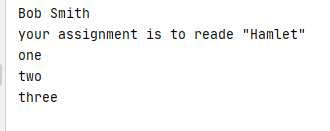 Bob Smith
your assignment is to reade "Hamlet"
one
two
three